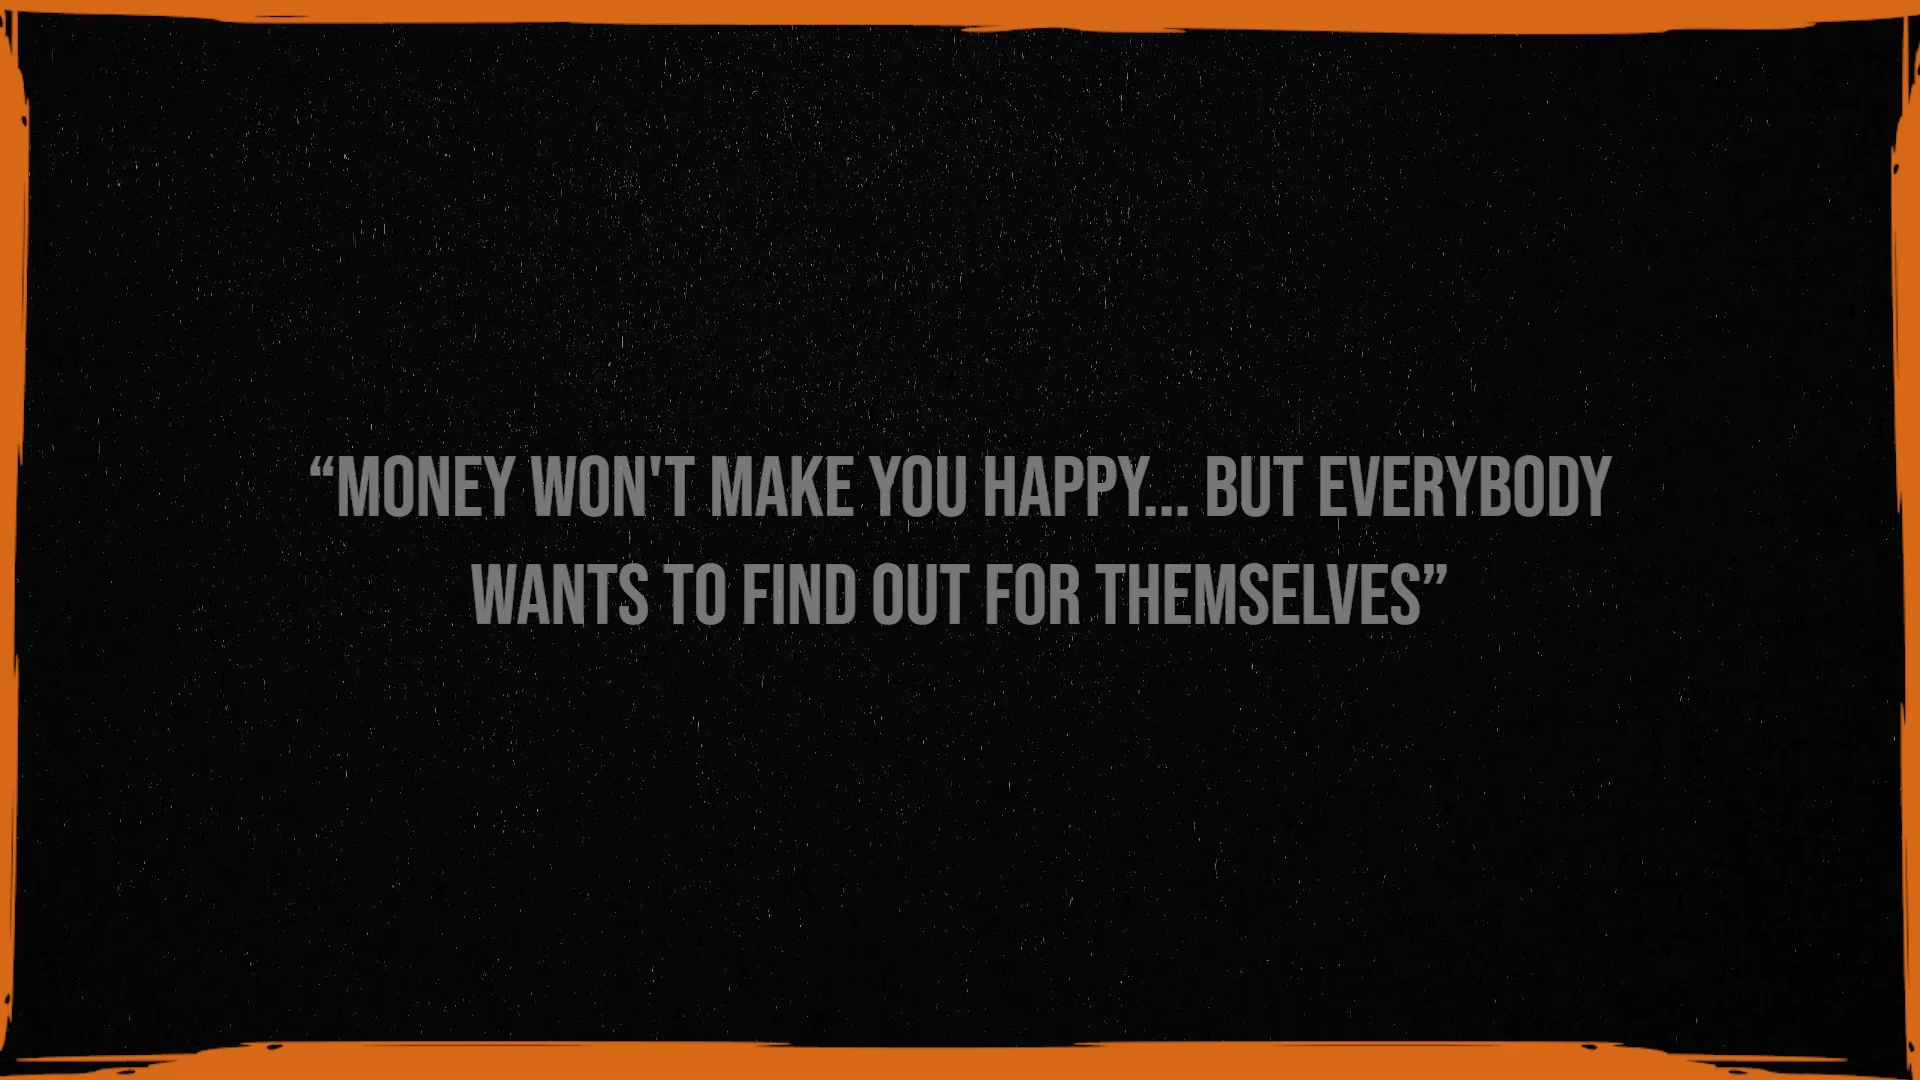 “MONEY WON'T MAKE YOU HAPPY... BUT EVERYBODY
WANTS TO FIND OUT FOR THEMSELVES”